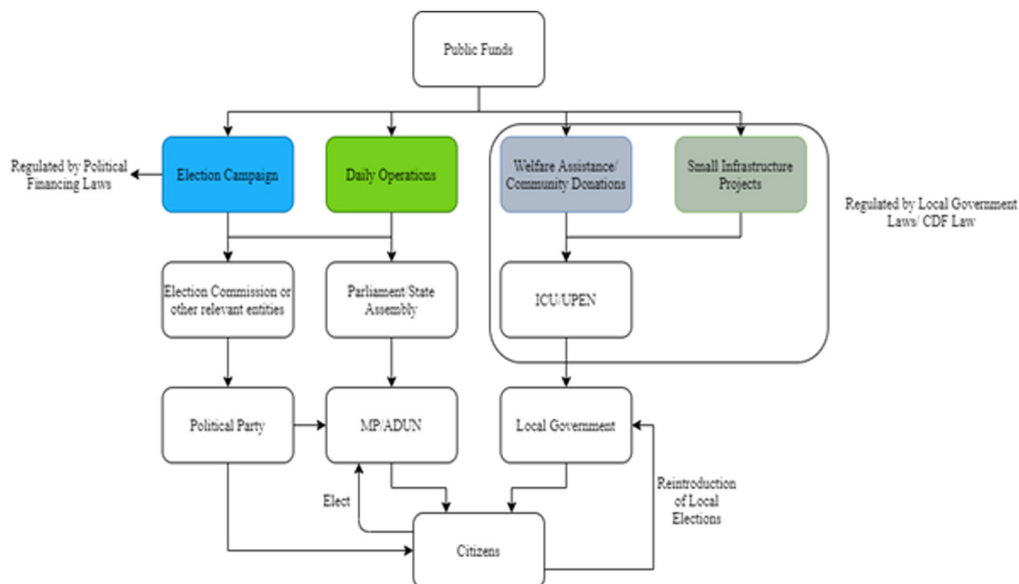 Public Funds
Regulated by Political
Financing Laws
Election Campaign
Daily Operations
Welfare Assistance/
Community Donations
Small Infrastructure
Projects
Regulated by Local Government
Laws/ CDF Law
Election Commission or
other relevant entities
Parliament/State
Assembly
ICU/UPEN
Political Party
MP/ADUN
Local Government
Elect
Reintroduction
of Local
Elections
Citizens